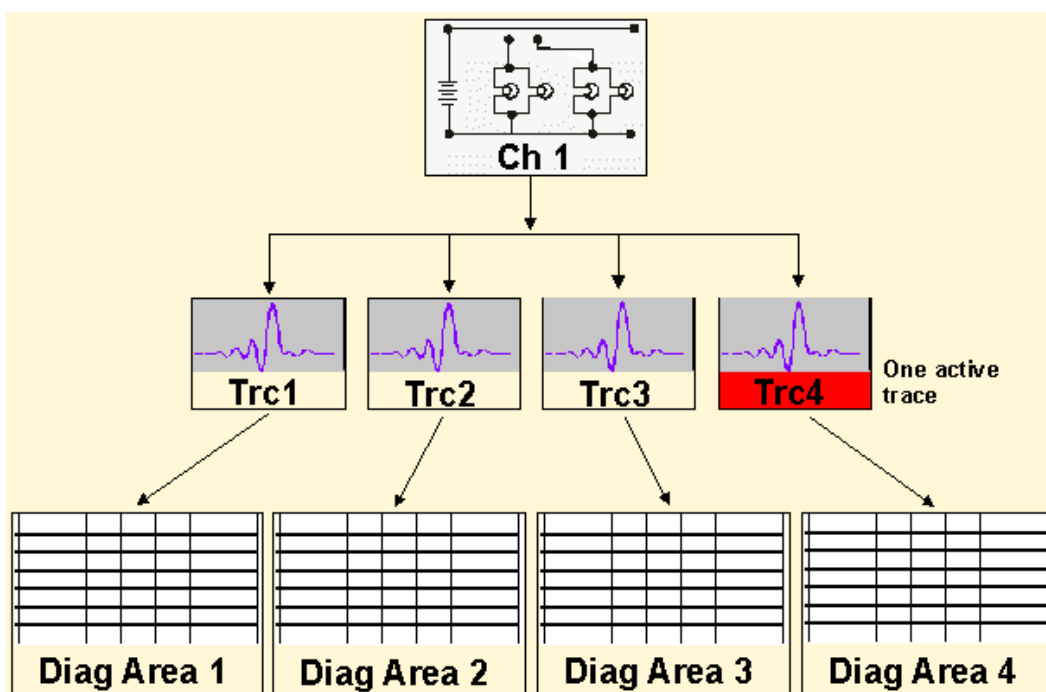 Ch 1
Trc1
Trc2
Trc3
Trc4
One active
trace
Diag Area 1
Diag Area 2
Diag Area 3
Diag Area 4